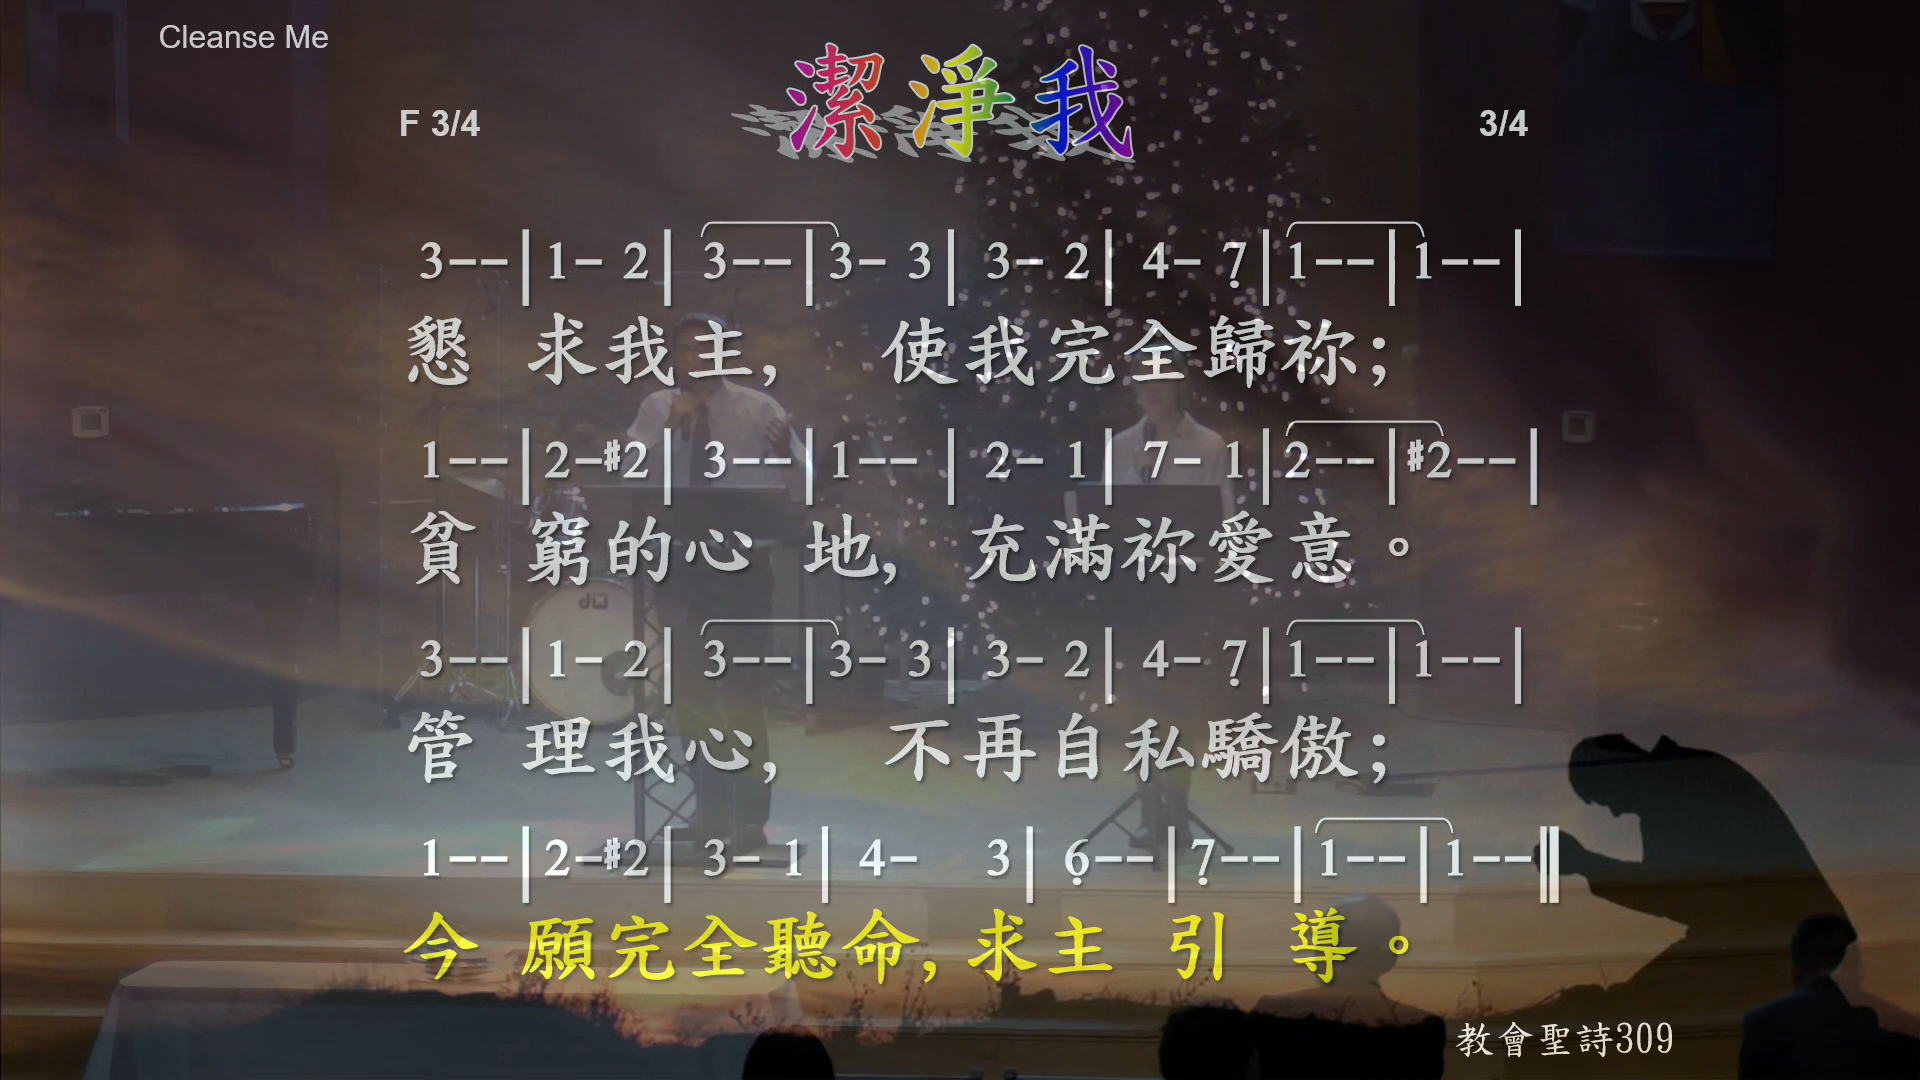 Cleanse Me
潔淨我
F 3/4
3/4
3--|1- 2|3--|3- 3|3- 2|4- 7̣|1--|1--|
懇 求我主, 使我完全歸祢;
1--|2-#2|3--|1--|2- 1|7- 1|2--|#2--|
貧 窮的心 地, 充滿祢愛意。
dw
3--|1- 2|3--|3- 3|3- 2|4- 7̣|1--|1--|
管 理我心, 不再自私驕傲;
1--|2-#2|3- 1|4- 3|6̣--|7̣--|1--|1--‖
今 願完全聽命,求主 引 導。
教會聖詩309